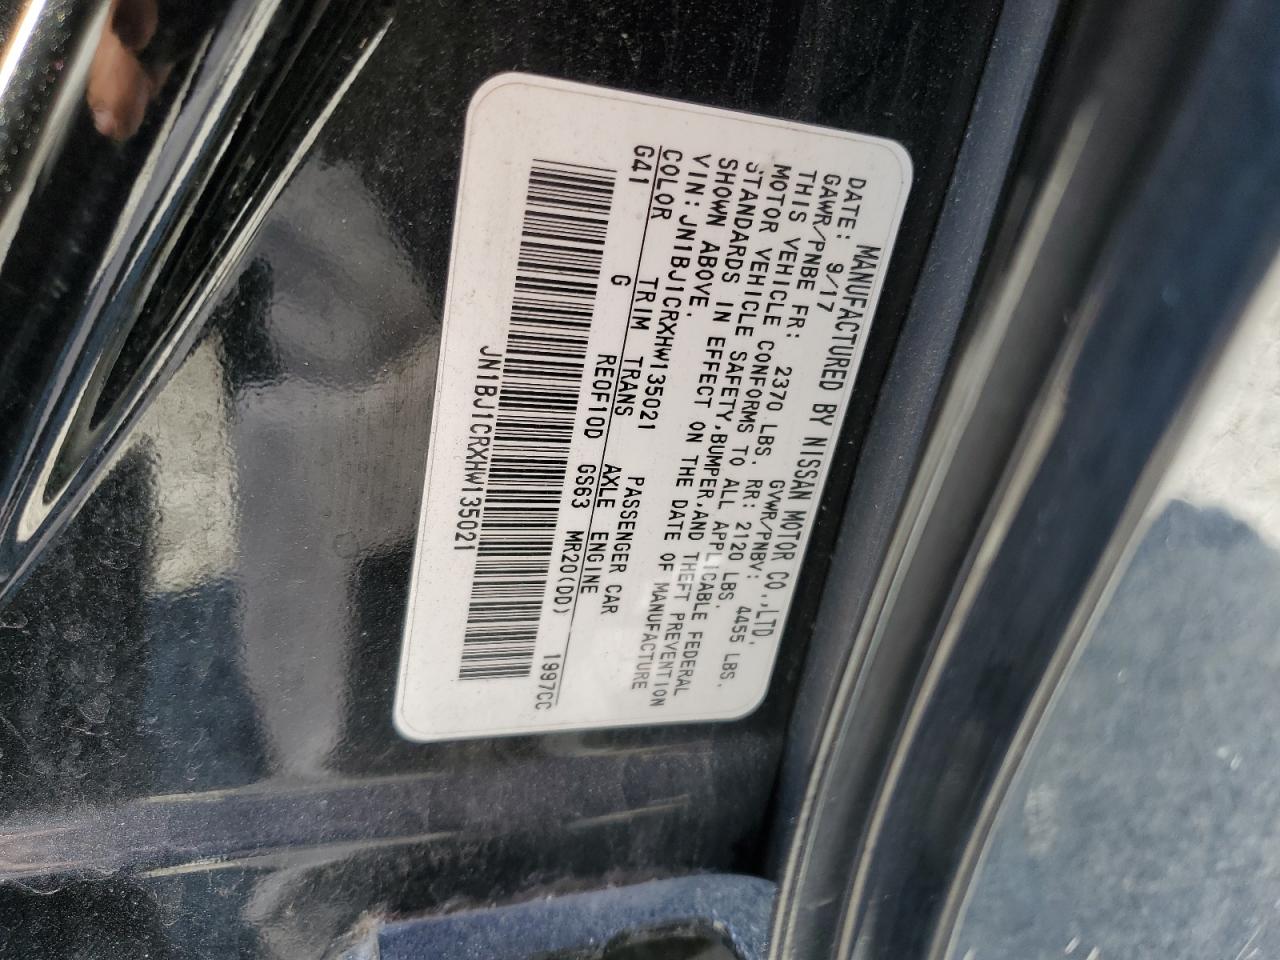 MANUFACTURED BY NISSAN MOTOR CO.,LTD.
DATE: 9/17 GVWR/PNBV: 4455 LBS.
GAWR/PNBE FR: 2370 LBS. RR: 2120 LBS.
THIS VEHICLE CONFORMS TO ALL APPLICABLE FEDERAL
MOTOR VEHICLE SAFETY,BUMPER,AND THEFT PREVENTION
STANDARDS IN EFFECT ON THE DATE OF MANUFACTURE
SHOWN ABOVE.
VIN: JN1BJ1CRXHW135021 PASSENGER CAR
COLOR TRIM TRANS AXLE ENGINE
G41 G RE0F10D GS63 MR20(DD) 1997CC
JN1BJ1CRXHW135021